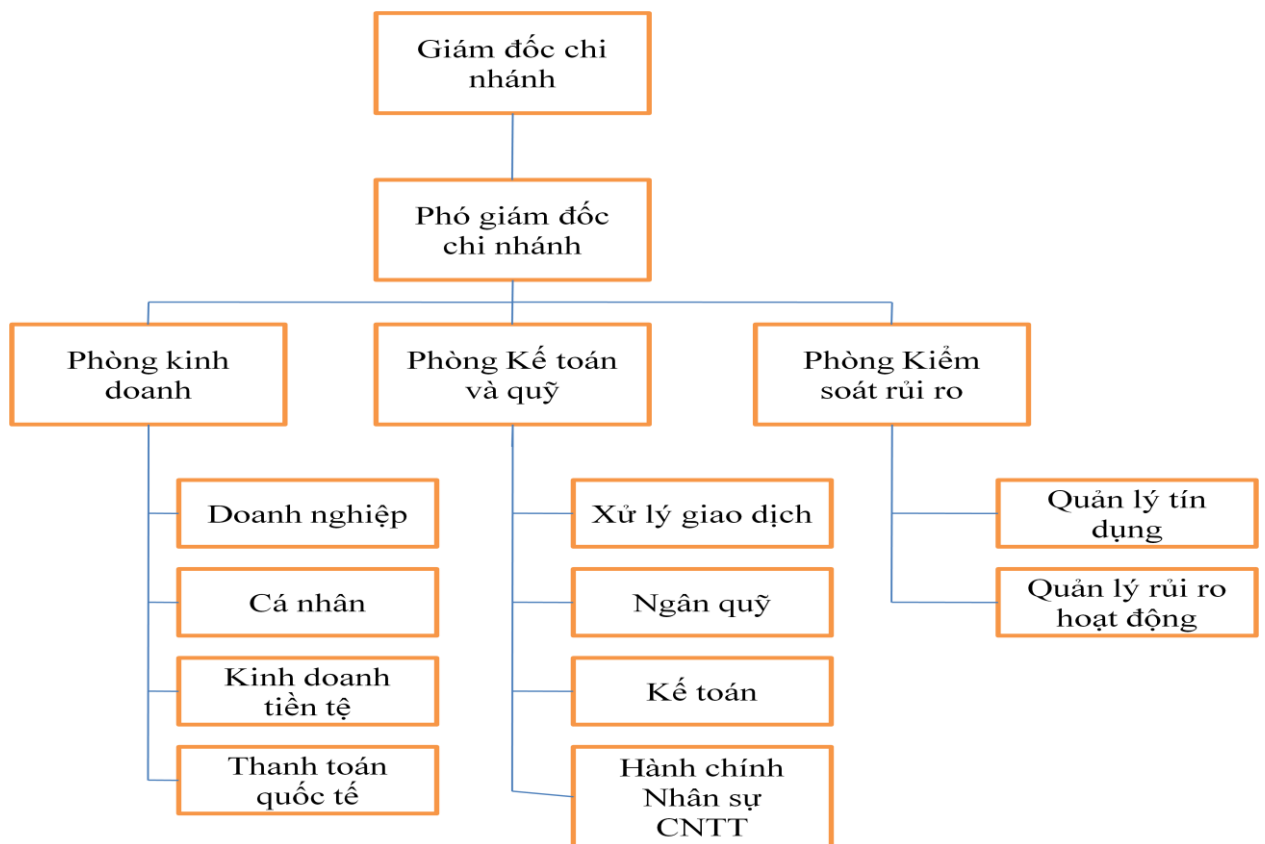 Giám đốc chi
nhánh
Phó giám đốc
chi nhánh
Phòng kinh
doanh
Phòng Kế toán
và quỹ
Phòng Kiểm
soát rủi ro
Doanh nghiệp
Cá nhân
Kinh doanh
tiền tệ
Thanh toán
quốc tế
Xử lý giao dịch
Ngân quỹ
Kế toán
Hành chính
Nhân sự
CNTT
Quản lý tín
dụng
Quản lý rủi ro
hoạt động